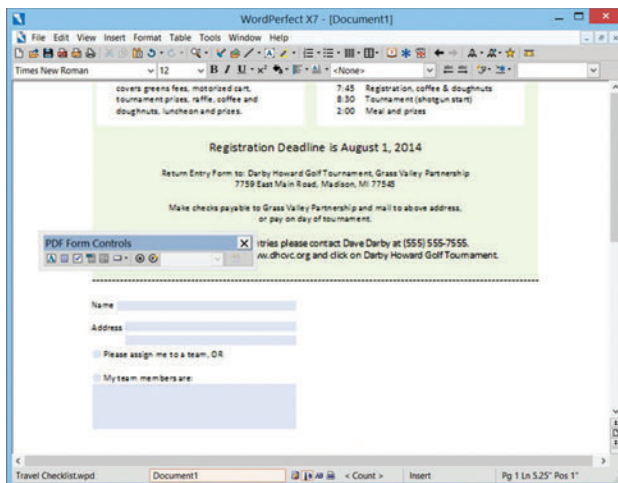 WordPerfect X7 - [Document1]
File Edit View Insert Format Table Tools Window Help
Times New Roman 12 B I U x² <None>
covers greens fees, motorized cart,
tournament prizes, raffle, coffee and
doughnuts, luncheon and prizes.
7:45 Registration, coffee & doughnuts
8:30 Tournament (shotgun start)
2:00 Meal and prizes
Registration Deadline is August 1, 2014
Return Entry Form to: Darby Howard Golf Tournament, Grass Valley Partnership
7759 East Main Road, Madison, MI 77548
Make checks payable to Grass Valley Partnership and mail to above address,
or pay on day of tournament.
PDF Form Controls
ntries please contact Dave Darby at (555) 555-7555.
ww.dhovc.org and click on Darby Howard Golf Tournament.
Name
Address
Please assign me to a team, OR
My team members are:
Travel Checklist.wpd Document1 AB < Count > Insert Pg 1 Ln 5.25" Pos 1"